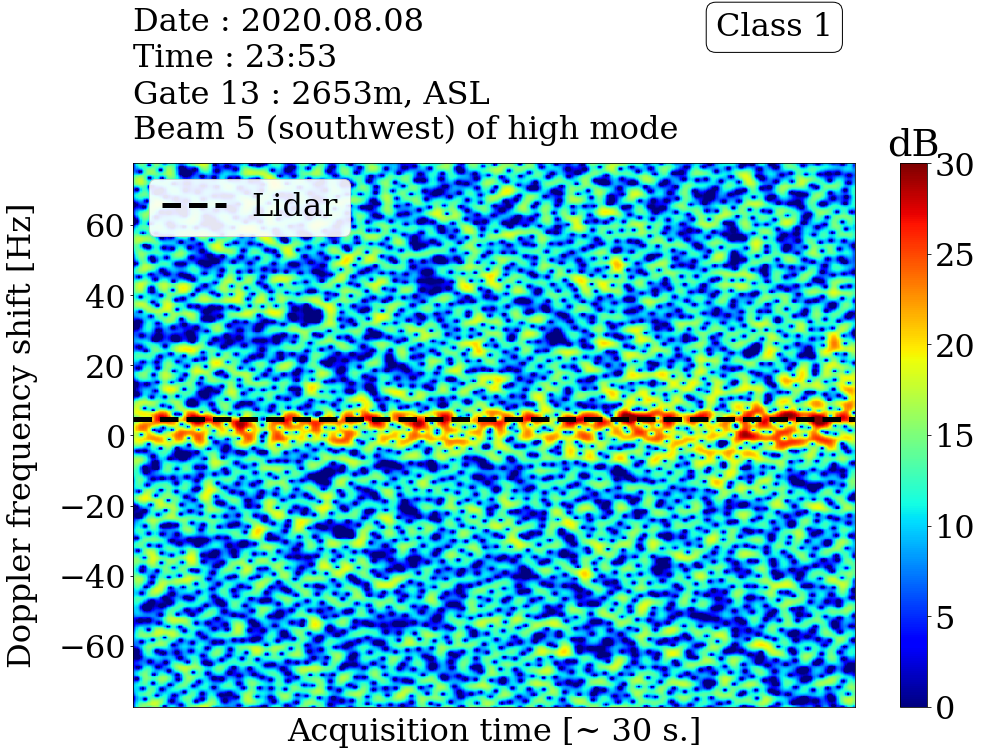 Date : 2020.08.08
Time : 23:53
Gate 13 : 2653m, ASL
Beam 5 (southwest) of high mode
Class 1
dB
Lidar
Doppler frequency shift [Hz]
60
40
20
0
−20
−40
−60
30
25
20
15
10
5
0
Acquisition time [~ 30 s.]